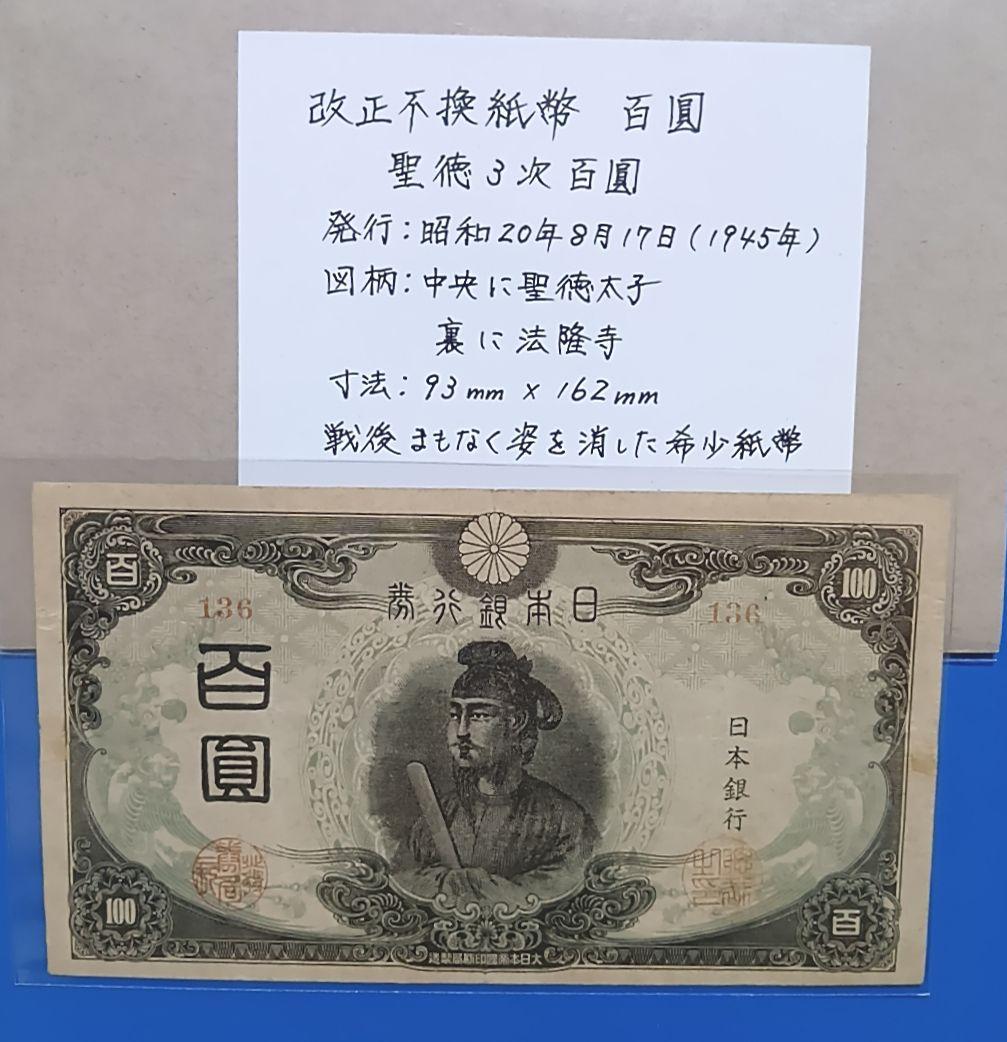 改正不換紙幣 百圓
聖徳3次百圓
発行:昭和20年8月17日(1945年)
図柄:中央に聖徳太子
裏に法隆寺
寸法:93mm×162mm
戦後まもなく姿を消した希少紙幣
百
100
136
券行銀本日
136
百圓
日本銀行
100
百
造製局刷印國帝本日大